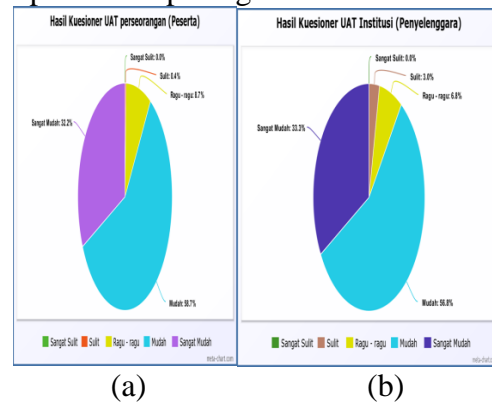 Hasil Kuesioner UAT perseorangan (Peserta)
Sangat Sulit: 0.0%
Sulit: 0.4%
Ragu - ragu: 8.7%
Sangat Mudah: 32.2%
Mudah: 58.7%
Sangat Sulit Sulit Ragu - ragu Mudah Sangat Mudah
meta-chart.com
(a)
Hasil Kuesioner UAT Institusi (Penyelenggara)
Sangat Sulit: 0.0%
Sulit: 3.0%
Ragu - ragu: 6.8%
Sangat Mudah: 33.3%
Mudah: 56.8%
Sangat Sulit Sulit Ragu - ragu Mudah Sangat Mudah
meta-chart.com
(b)